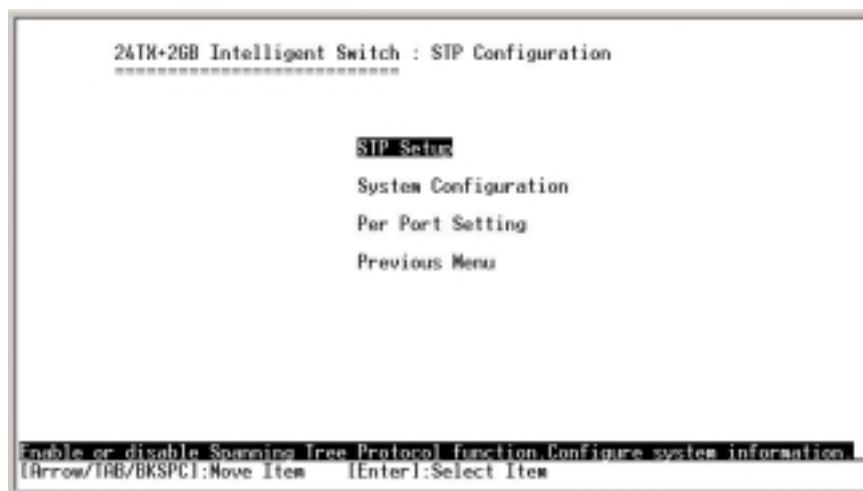 24TX+2GB Intelligent Switch : STP Configuration
===========================
STP Setup
System Configuration
Per Port Setting
Previous Menu
Enable or disable Spanning Tree Protocol function.Configure system information.
[Arrow/TAB/BKSPC]:Move Item [Enter]:Select Item